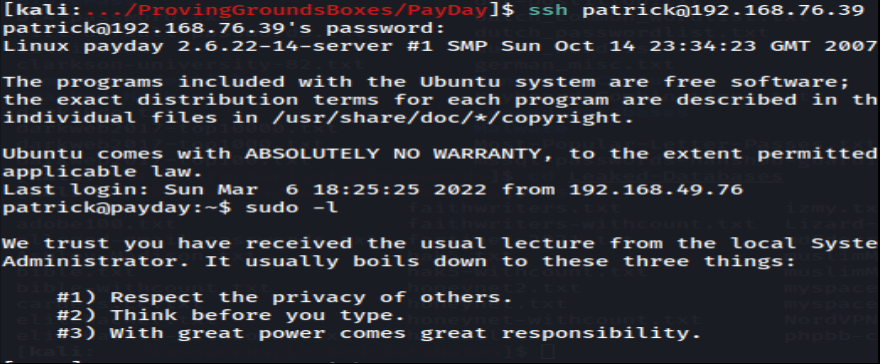 [kali:.../ProvingGroundsBoxes/PayDay]$ ssh patrick@192.168.76.39
patrick@192.168.76.39's password:
Linux payday 2.6.22-14-server #1 SMP Sun Oct 14 23:34:23 GMT 2007
The programs included with the Ubuntu system are free software;
the exact distribution terms for each program are described in th
individual files in /usr/share/doc/*/copyright.
Ubuntu comes with ABSOLUTELY NO WARRANTY, to the extent permitted
applicable law.
Last login: Sun Mar  6 18:25:25 2022 from 192.168.49.76
patrick@payday:~$ sudo -l
We trust you have received the usual lecture from the local Syste
Administrator. It usually boils down to these three things:
#1) Respect the privacy of others.
#2) Think before you type.
#3) With great power comes great responsibility.